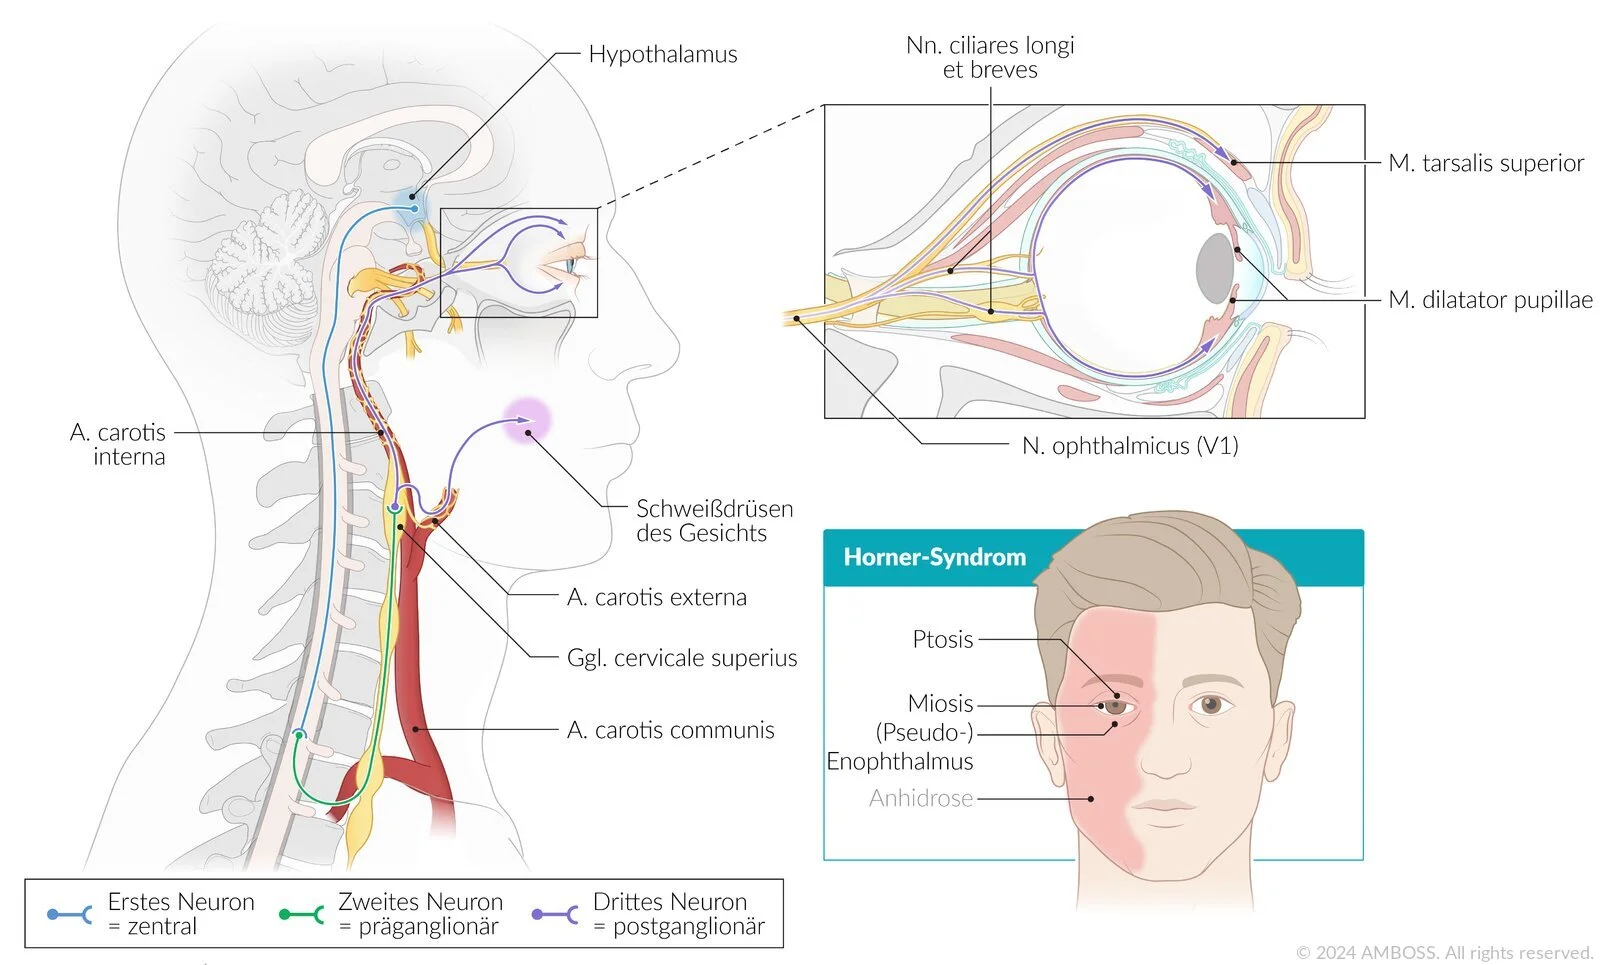 Hypothalamus
Nn. ciliares longi
et breves
M. tarsalis superior
M. dilatator pupillae
N. ophthalmicus (V1)
A. carotis
interna
Schweißdrüsen
des Gesichts
A. carotis externa
Ggl. cervicale superius
A. carotis communis
Horner-Syndrom
Ptosis
Miosis
(Pseudo-)
Enophthalmus
Anhidrose
Erstes Neuron
= zentral
Zweites Neuron
= präganglionär
Drittes Neuron
= postganglionär
© 2024 AMBOSS. All rights reserved.